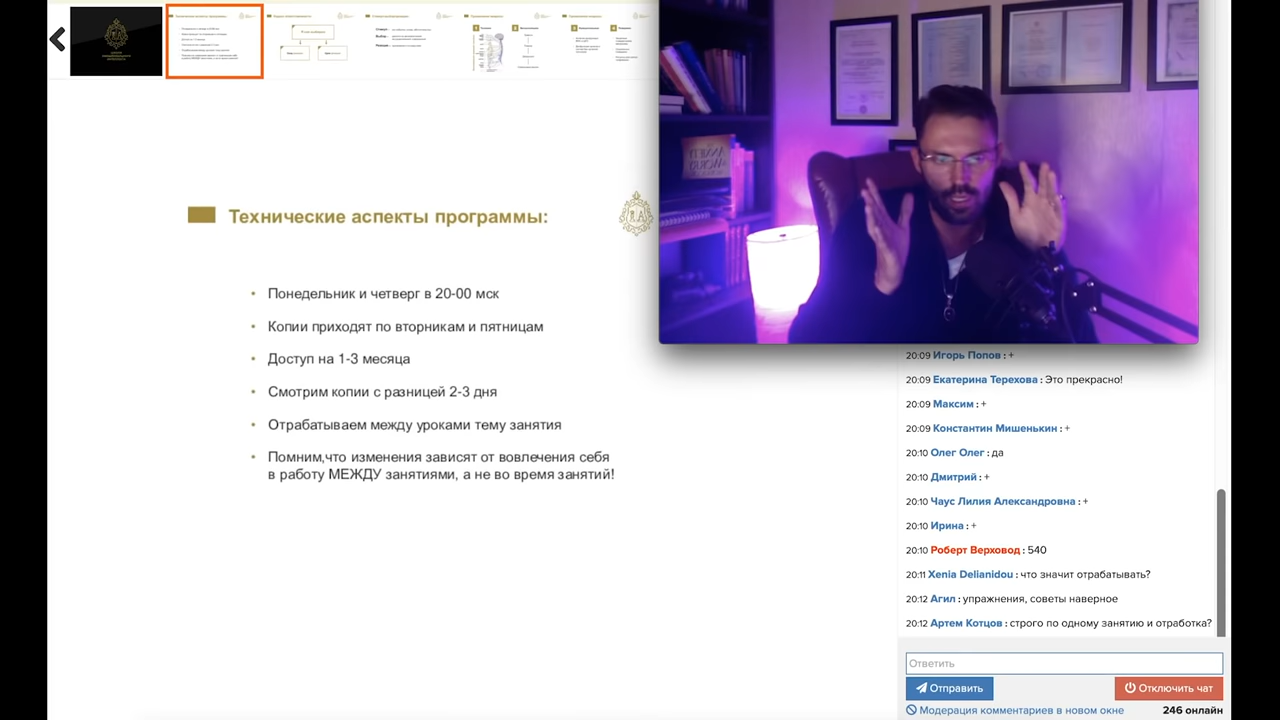 Технические аспекты программы:
Понедельник и четверг в 20-00 мск
Копии приходят по вторникам и пятницам
Доступ на 1-3 месяца
Смотрим копии с разницей 2-3 дня
Отрабатываем между уроками тему занятия
Помним,что изменения зависят от вовлечения себя
в работу МЕЖДУ занятиями, а не во время занятий!
20:09 Игорь Попов : +
20:09 Екатерина Терехова : Это прекрасно!
20:09 Максим : +
20:09 Константин Мишенькин : +
20:10 Олег Олег : да
20:10 Дмитрий : +
20:10 Чаус Лилия Александровна : +
20:10 Ирина : +
20:10 Роберт Верховод : 540
20:11 Xenia Delianidou : что значит отрабатывать?
20:12 Агил : упражнения, советы наверное
20:12 Артем Котцов : строго по одному занятию и отработка?
Ответить
Отправить
Отключить чат
Модерация комментариев в новом окне
246 онлайн